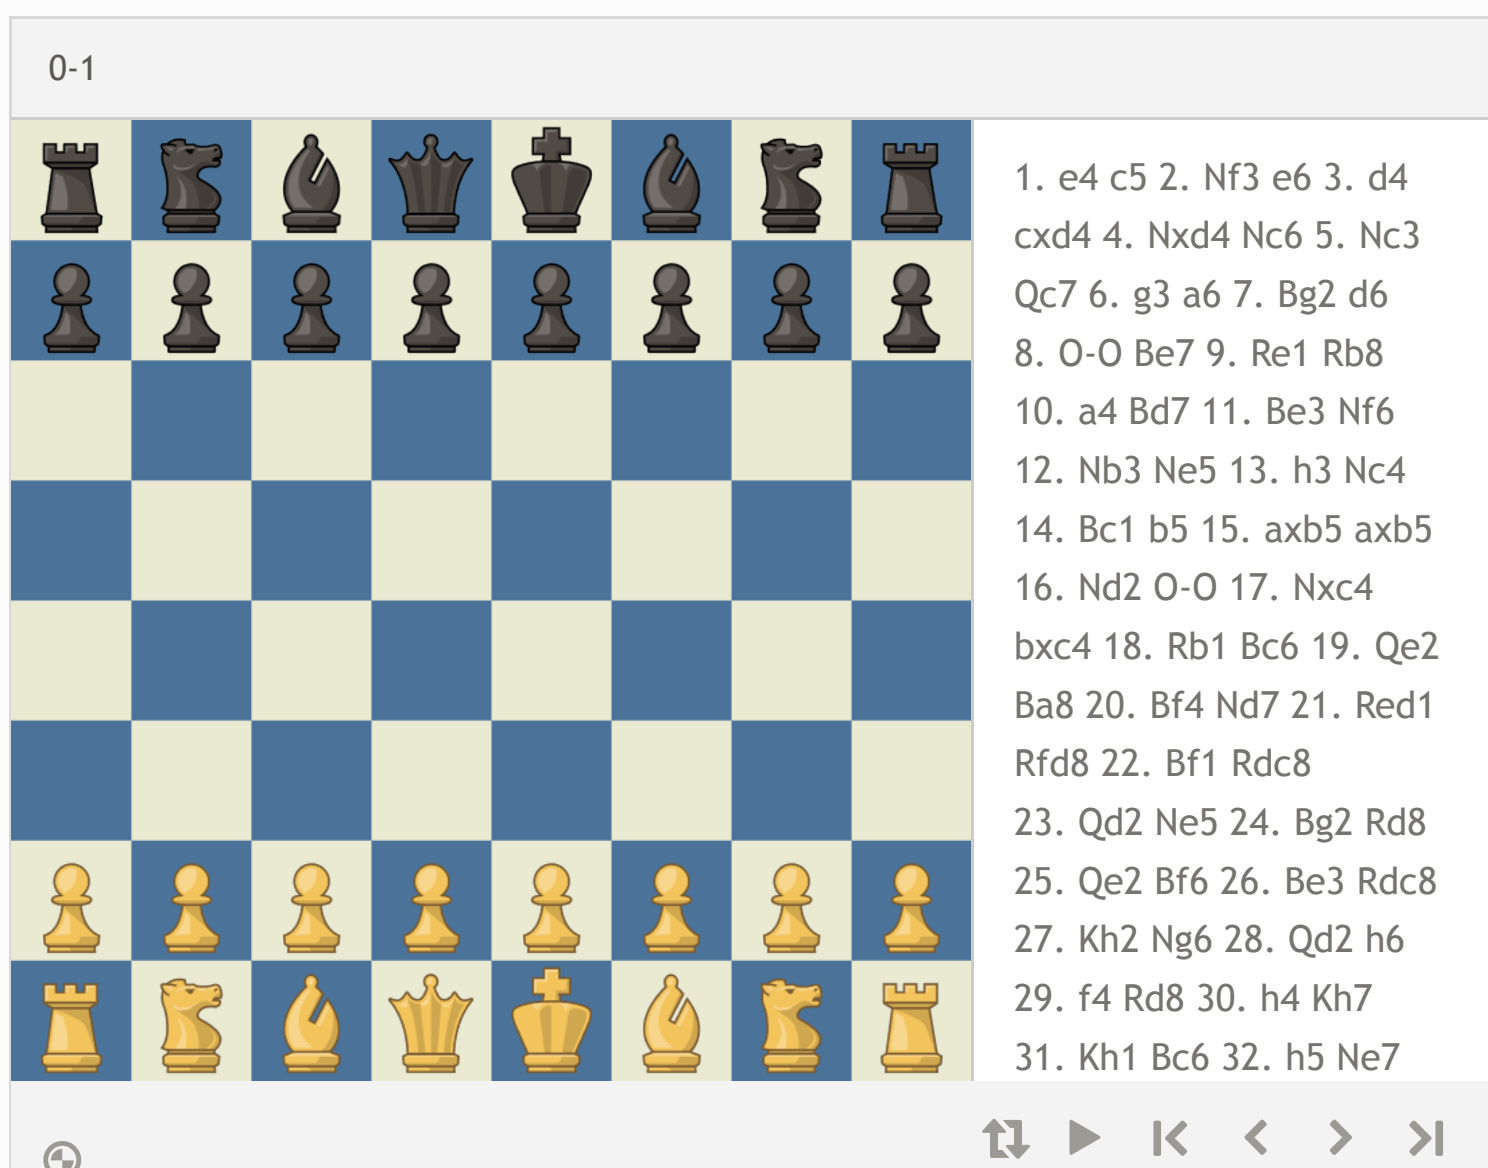 0-1
1. e4 c5 2. Nf3 e6 3. d4
cxd4 4. Nxd4 Nc6 5. Nc3
Qc7 6. g3 a6 7. Bg2 d6
8. O-O Be7 9. Re1 Rb8
10. a4 Bd7 11. Be3 Nf6
12. Nb3 Ne5 13. h3 Nc4
14. Bc1 b5 15. axb5 axb5
16. Nd2 O-O 17. Nxc4
bxc4 18. Rb1 Bc6 19. Qe2
Ba8 20. Bf4 Nd7 21. Red1
Rfd8 22. Bf1 Rdc8
23. Qd2 Ne5 24. Bg2 Rd8
25. Qe2 Bf6 26. Be3 Rdc8
27. Kh2 Ng6 28. Qd2 h6
29. f4 Rd8 30. h4 Kh7
31. Kh1 Bc6 32. h5 Ne7